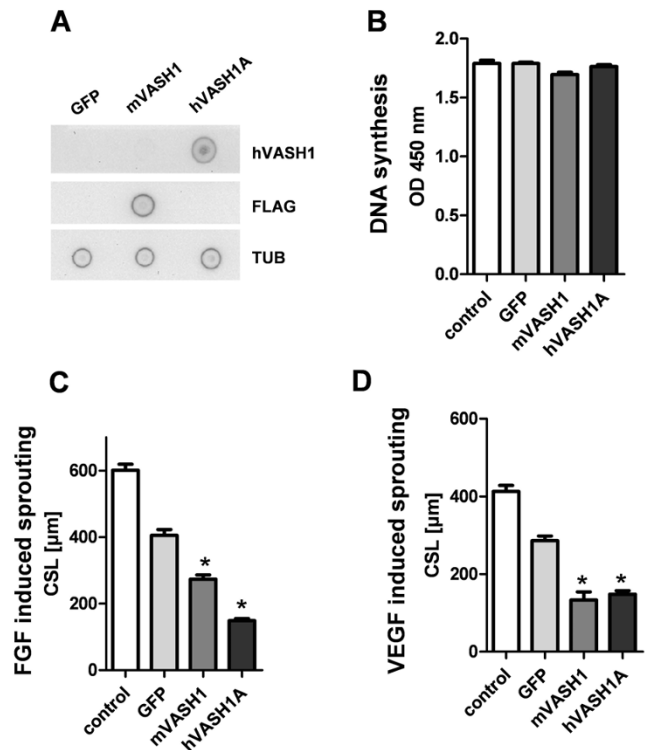 A
GFP
mVASH1
hVASH1A
hVASH1
FLAG
TUB
B
DNA synthesis
OD 450 nm
2.0
1.5
1.0
0.5
0.0
control
GFP
mVASH1
hVASH1A
C
FGF induced sprouting
CSL [µm]
600
400
200
0
*
*
control
GFP
mVASH1
hVASH1A
D
VEGF induced sprouting
CSL [µm]
600
400
200
0
*
*
control
GFP
mVASH1
hVASH1A